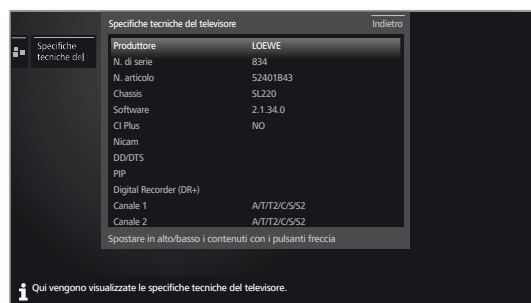 Specifiche tecniche del televisore Indietro
Specifiche
tecniche del
Produttore LOEWE
N. di serie 834
N. articolo 52401B43
Chassis SL220
Software 2.1.34.0
CI Plus NO
Nicam
DD/DTS
PIP
Digital Recorder (DR+)
Canale 1 A/T/T2/C/S/S2
Canale 2 A/T/T2/C/S/S2
Spostare in alto/basso i contenuti con i pulsanti freccia
Qui vengono visualizzate le specifiche tecniche del televisore.